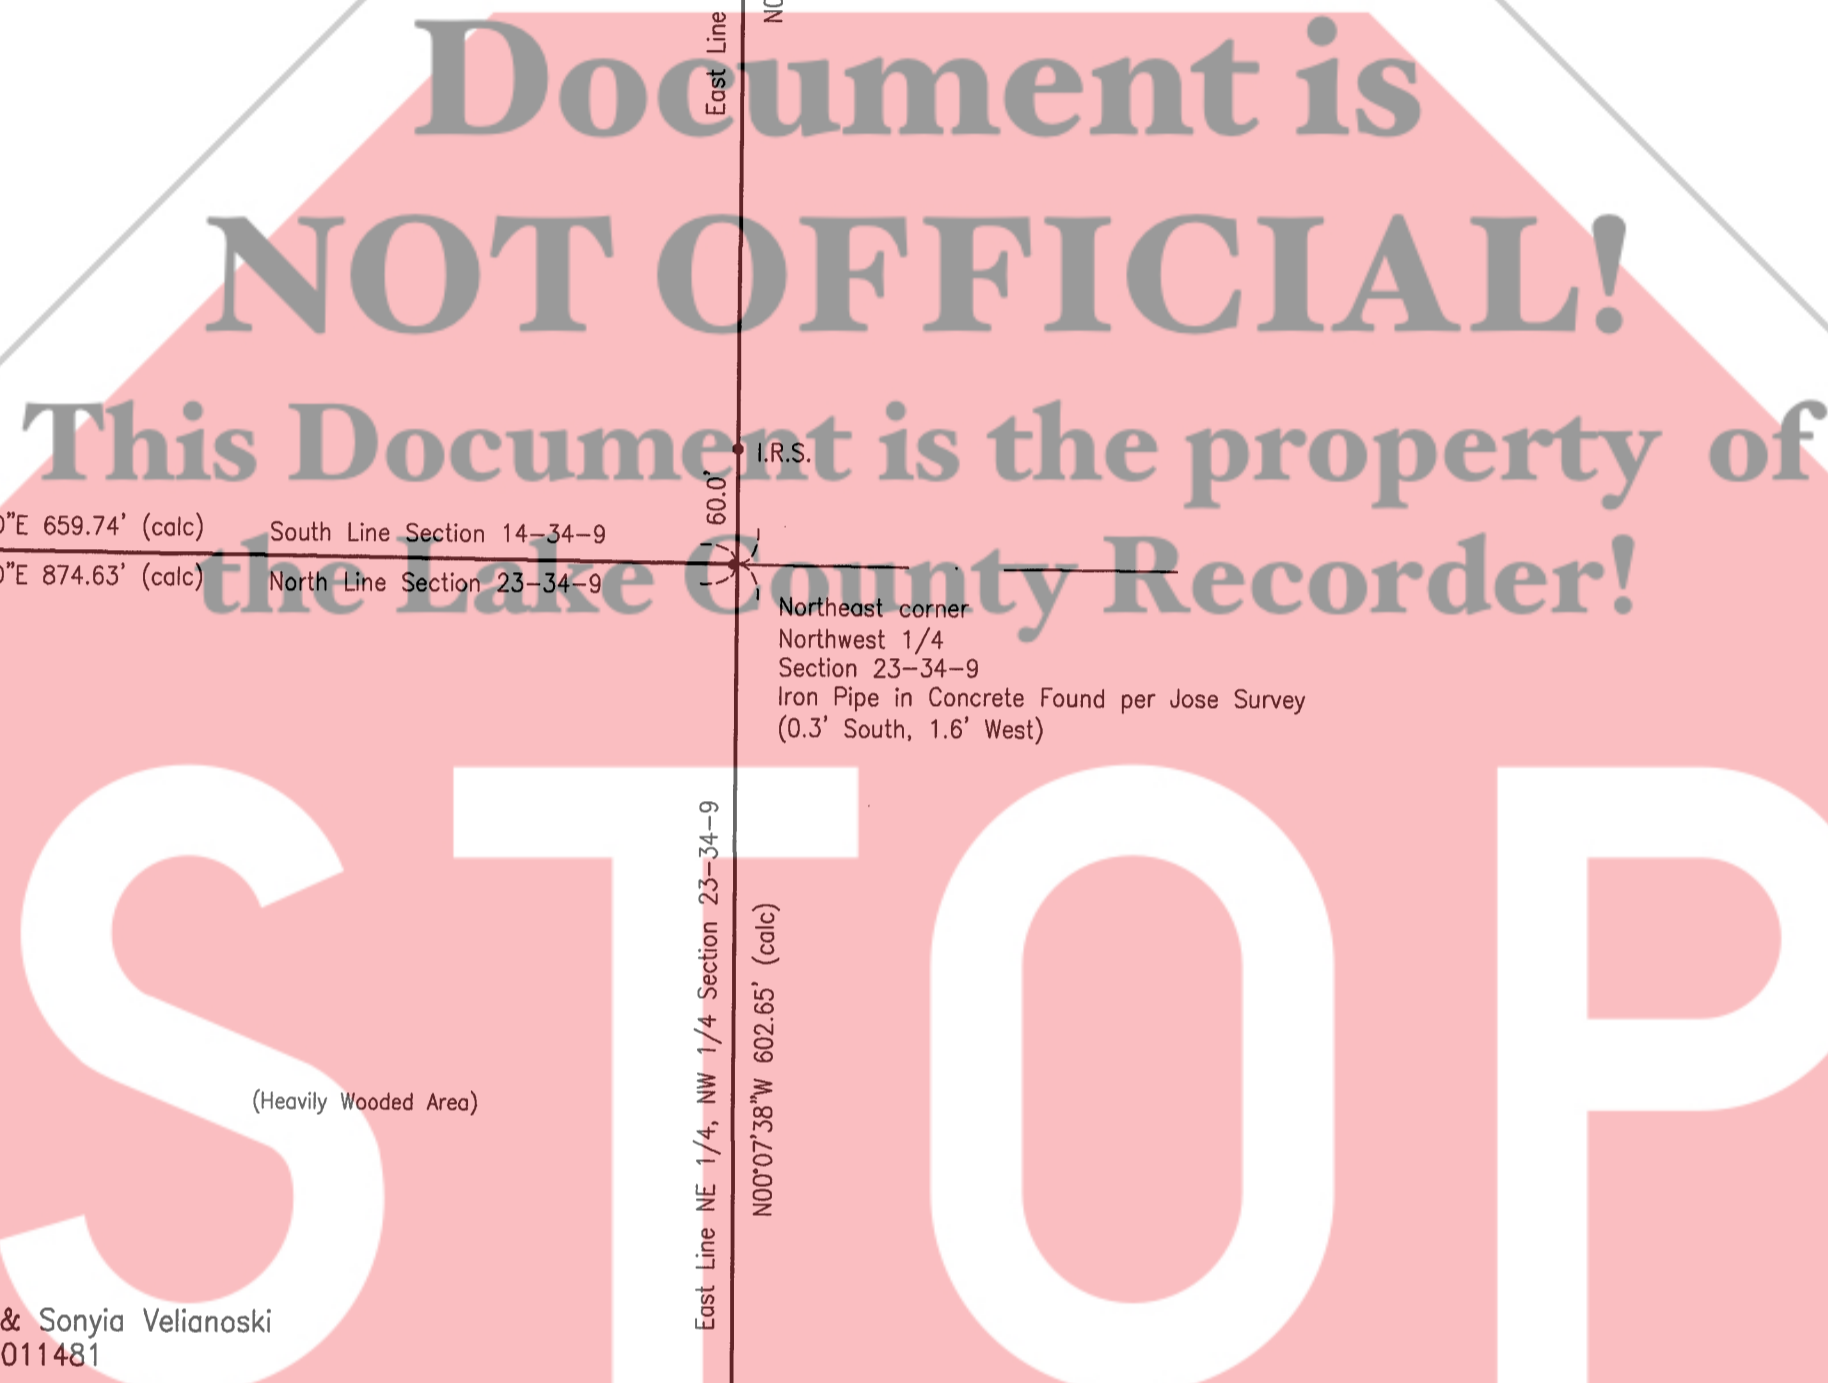 Document is
NOT OFFICIAL!
This Document is the property of
the Lake County Recorder!
STOP
East Line
I.R.S.
60.0'
0"E 659.74' (calc)
South Line Section 14-34-9
0"E 874.63' (calc)
North Line Section 23-34-9
Northeast corner
Northwest 1/4
Section 23-34-9
Iron Pipe in Concrete Found per Jose Survey
(0.3' South, 1.6' West)
East Line NE 1/4, NW 1/4 Section 23-34-9
N00°07'38"W 602.65' (calc)
(Heavily Wooded Area)
& Sonyia Velianoski
011481